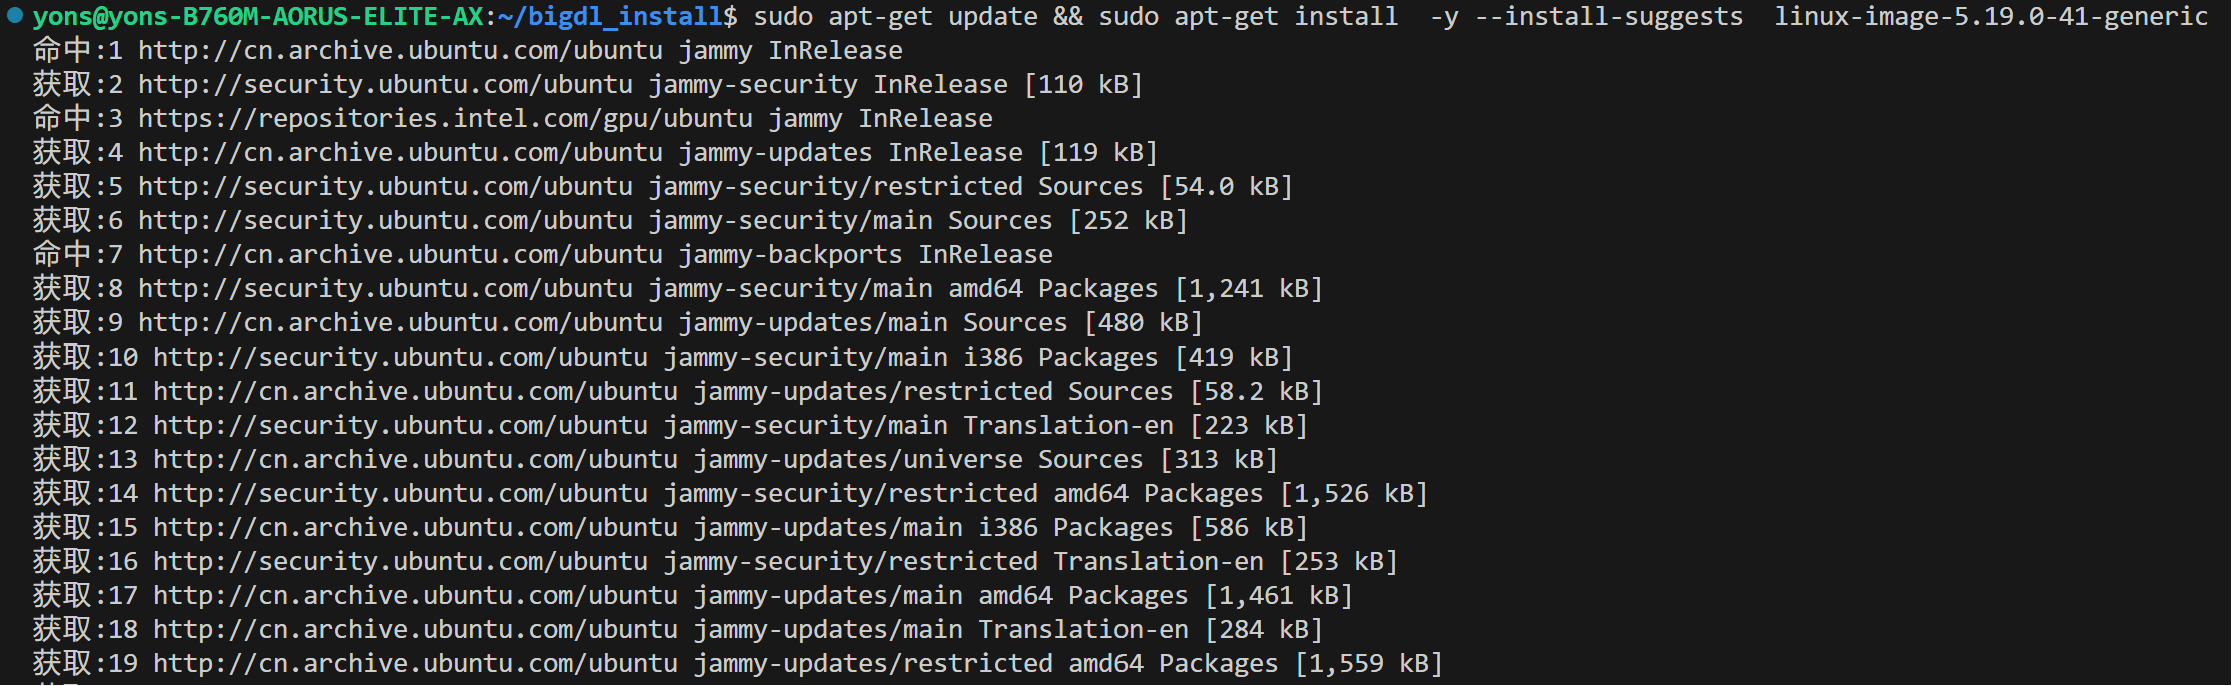 yons@yons-B760M-AORUS-ELITE-AX:~/bigdl_install$ sudo apt-get update && sudo apt-get install  -y --install-suggests  linux-image-5.19.0-41-generic
命中:1 http://cn.archive.ubuntu.com/ubuntu jammy InRelease
获取:2 http://security.ubuntu.com/ubuntu jammy-security InRelease [110 kB]
命中:3 https://repositories.intel.com/gpu/ubuntu jammy InRelease
获取:4 http://cn.archive.ubuntu.com/ubuntu jammy-updates InRelease [119 kB]
获取:5 http://security.ubuntu.com/ubuntu jammy-security/restricted Sources [54.0 kB]
获取:6 http://security.ubuntu.com/ubuntu jammy-security/main Sources [252 kB]
命中:7 http://cn.archive.ubuntu.com/ubuntu jammy-backports InRelease
获取:8 http://security.ubuntu.com/ubuntu jammy-security/main amd64 Packages [1,241 kB]
获取:9 http://cn.archive.ubuntu.com/ubuntu jammy-updates/main Sources [480 kB]
获取:10 http://security.ubuntu.com/ubuntu jammy-security/main i386 Packages [419 kB]
获取:11 http://cn.archive.ubuntu.com/ubuntu jammy-updates/restricted Sources [58.2 kB]
获取:12 http://security.ubuntu.com/ubuntu jammy-security/main Translation-en [223 kB]
获取:13 http://cn.archive.ubuntu.com/ubuntu jammy-updates/universe Sources [313 kB]
获取:14 http://security.ubuntu.com/ubuntu jammy-security/restricted amd64 Packages [1,526 kB]
获取:15 http://cn.archive.ubuntu.com/ubuntu jammy-updates/main i386 Packages [586 kB]
获取:16 http://security.ubuntu.com/ubuntu jammy-security/restricted Translation-en [253 kB]
获取:17 http://cn.archive.ubuntu.com/ubuntu jammy-updates/main amd64 Packages [1,461 kB]
获取:18 http://cn.archive.ubuntu.com/ubuntu jammy-updates/main Translation-en [284 kB]
获取:19 http://cn.archive.ubuntu.com/ubuntu jammy-updates/restricted amd64 Packages [1,559 kB]